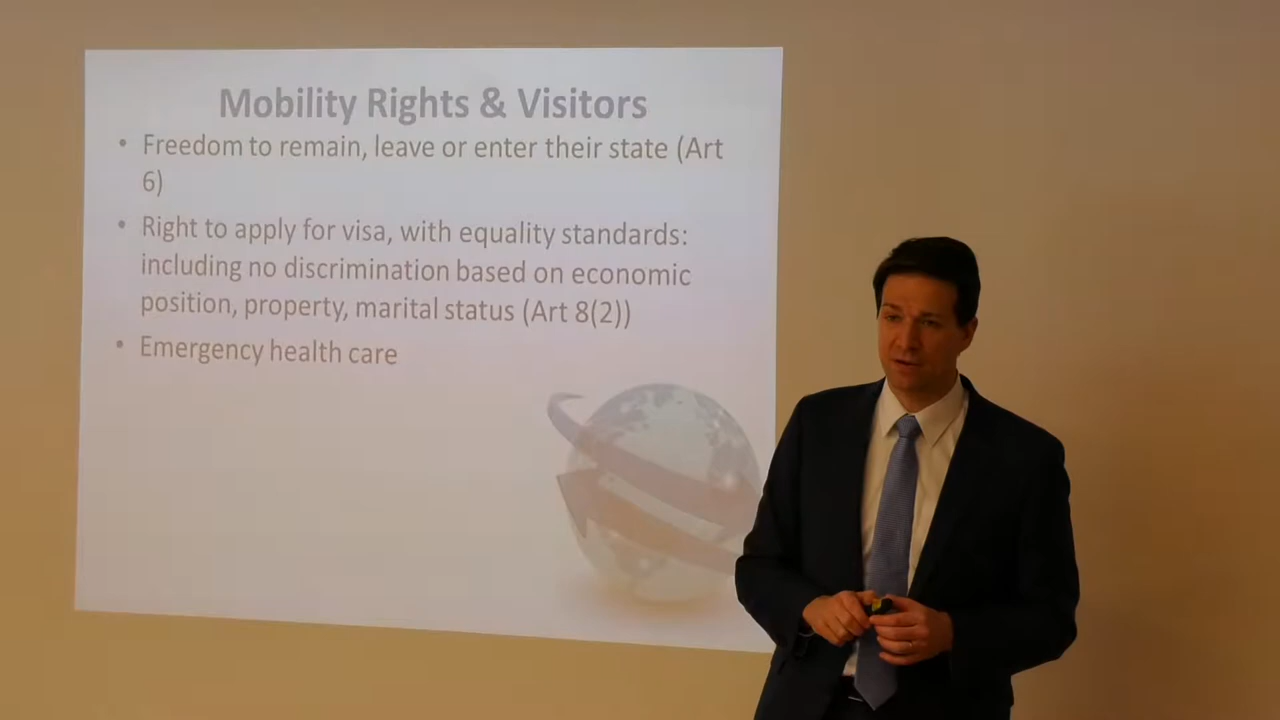 Mobility Rights & Visitors
• Freedom to remain, leave or enter their state (Art
6)
• Right to apply for visa, with equality standards:
including no discrimination based on economic
position, property, marital status (Art 8(2))
• Emergency health care